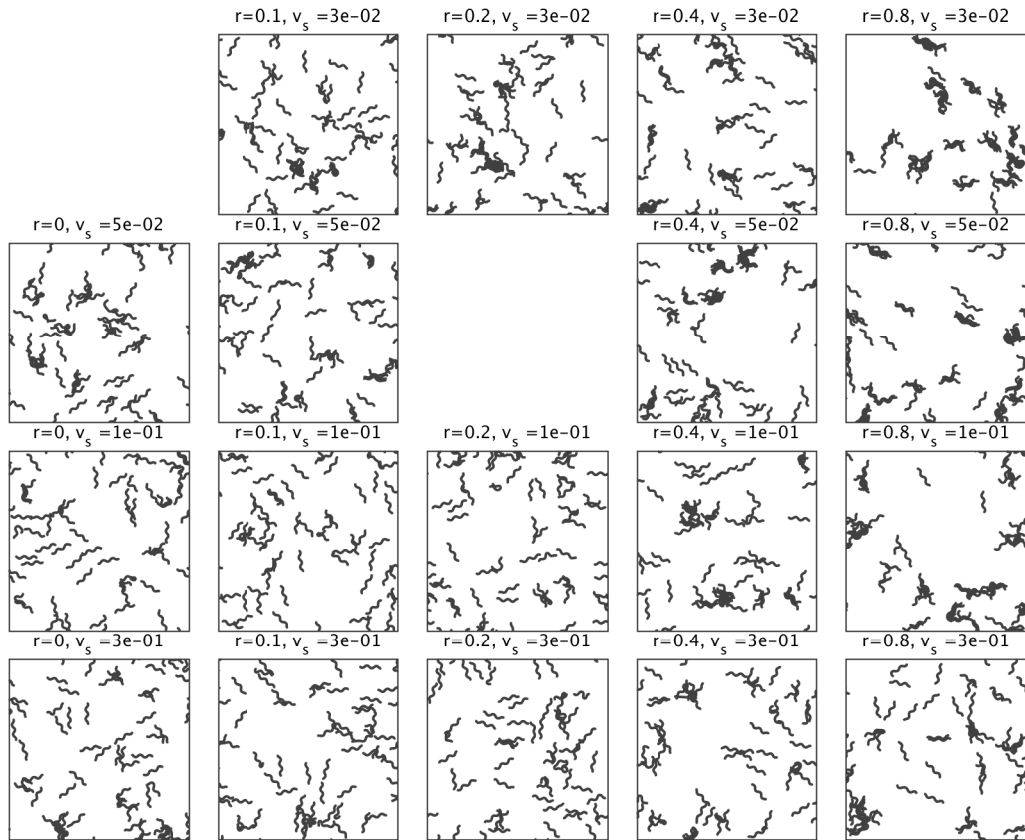 r=0.1, v_s =3e-02
r=0.2, v_s =3e-02
r=0.4, v_s =3e-02
r=0.8, v_s =3e-02
r=0, v_s =5e-02
r=0.1, v_s =5e-02
r=0.4, v_s =5e-02
r=0.8, v_s =5e-02
r=0, v_s =1e-01
r=0.1, v_s =1e-01
r=0.2, v_s =1e-01
r=0.4, v_s =1e-01
r=0.8, v_s =1e-01
r=0, v_s =3e-01
r=0.1, v_s =3e-01
r=0.2, v_s =3e-01
r=0.4, v_s =3e-01
r=0.8, v_s =3e-01